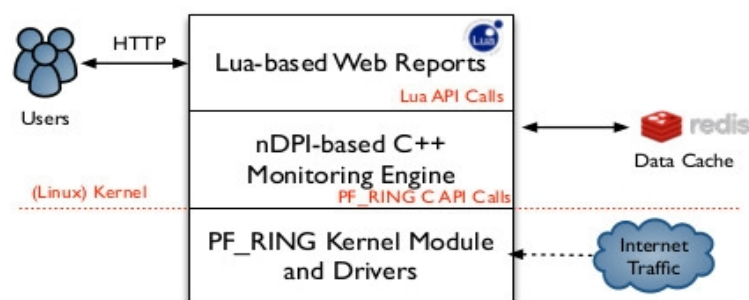 HTTP
Lua
Lua-based Web Reports
Lua API Calls
Users
nDPI-based C++
Monitoring Engine
redis
Data Cache
(Linux) Kernel
PF_RING C API Calls
PF_RING Kernel Module
and Drivers
Internet
Traffic